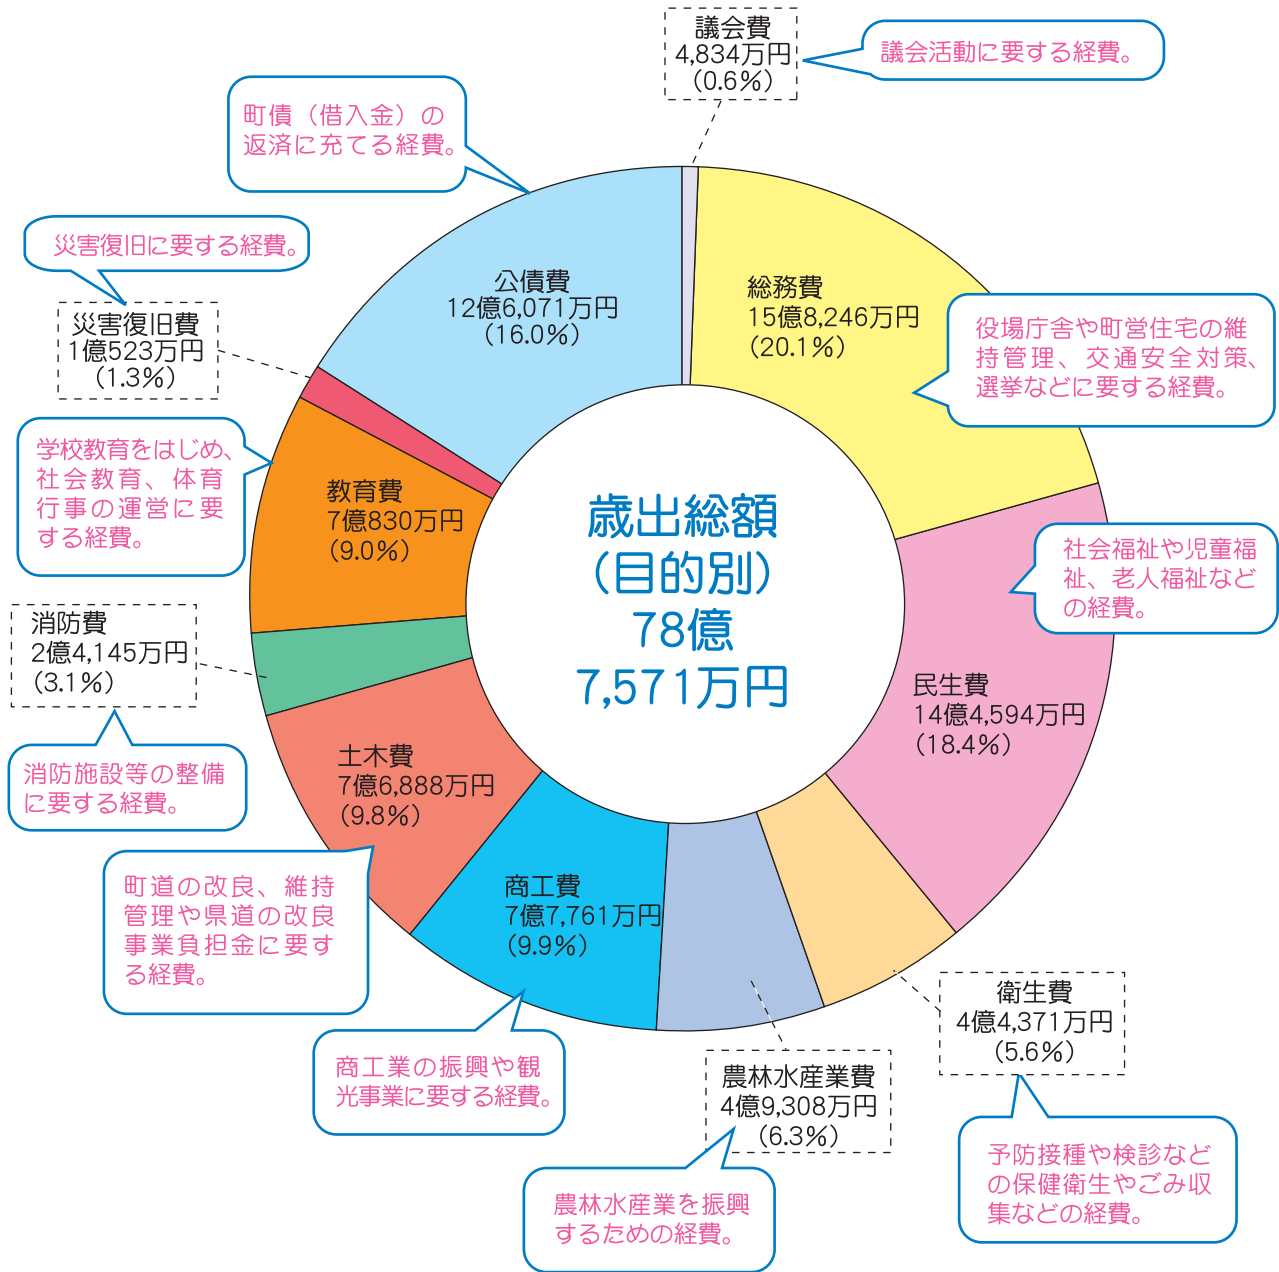 議会費
4,834万円
(0.6%)
議会活動に要する経費。
町債（借入金）の
返済に充てる経費。
災害復旧に要する経費。
災害復旧費
1億523万円
(1.3%)
公債費
12億6,071万円
(16.0%)
総務費
15億8,246万円
(20.1%)
役場庁舎や町営住宅の維
持管理、交通安全対策、
選挙などに要する経費。
学校教育をはじめ、
社会教育、体育
行事の運営に要
する経費。
教育費
7億830万円
(9.0%)
歳出総額
(目的別)
78億
7,571万円
社会福祉や児童福
祉、老人福祉など
の経費。
民生費
14億4,594万円
(18.4%)
消防費
2億4,145万円
(3.1%)
消防施設等の整備
に要する経費。
土木費
7億6,888万円
(9.8%)
町道の改良、維持
管理や県道の改良
事業負担金に要す
る経費。
商工費
7億7,761万円
(9.9%)
商工業の振興や観
光事業に要する経費。
農林水産業費
4億9,308万円
(6.3%)
農林水産業を振興
するための経費。
衛生費
4億4,371万円
(5.6%)
予防接種や検診など
の保健衛生やごみ収
集などの経費。